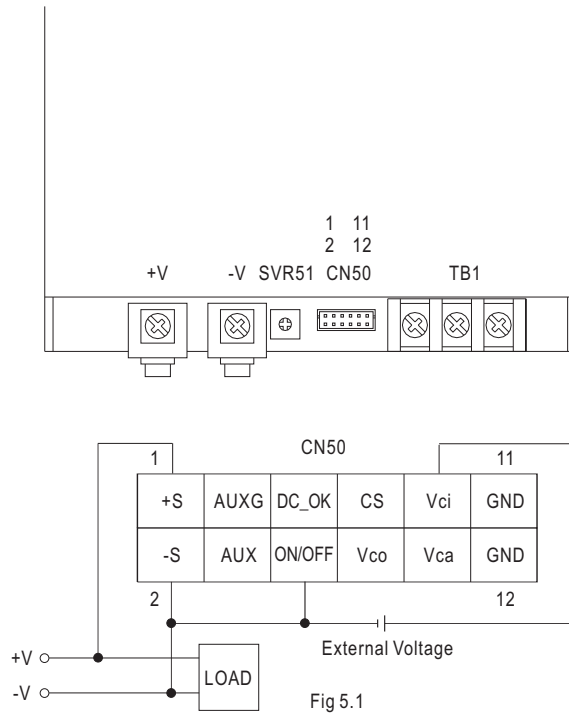 1 11
2 12
+V -V SVR51 CN50 TB1
CN50
1 11
+S AUXG DC_OK CS Vci GND
-S AUX ON/OFF Vco Vca GND
2 12
External Voltage
+V
LOAD
-V
Fig 5.1